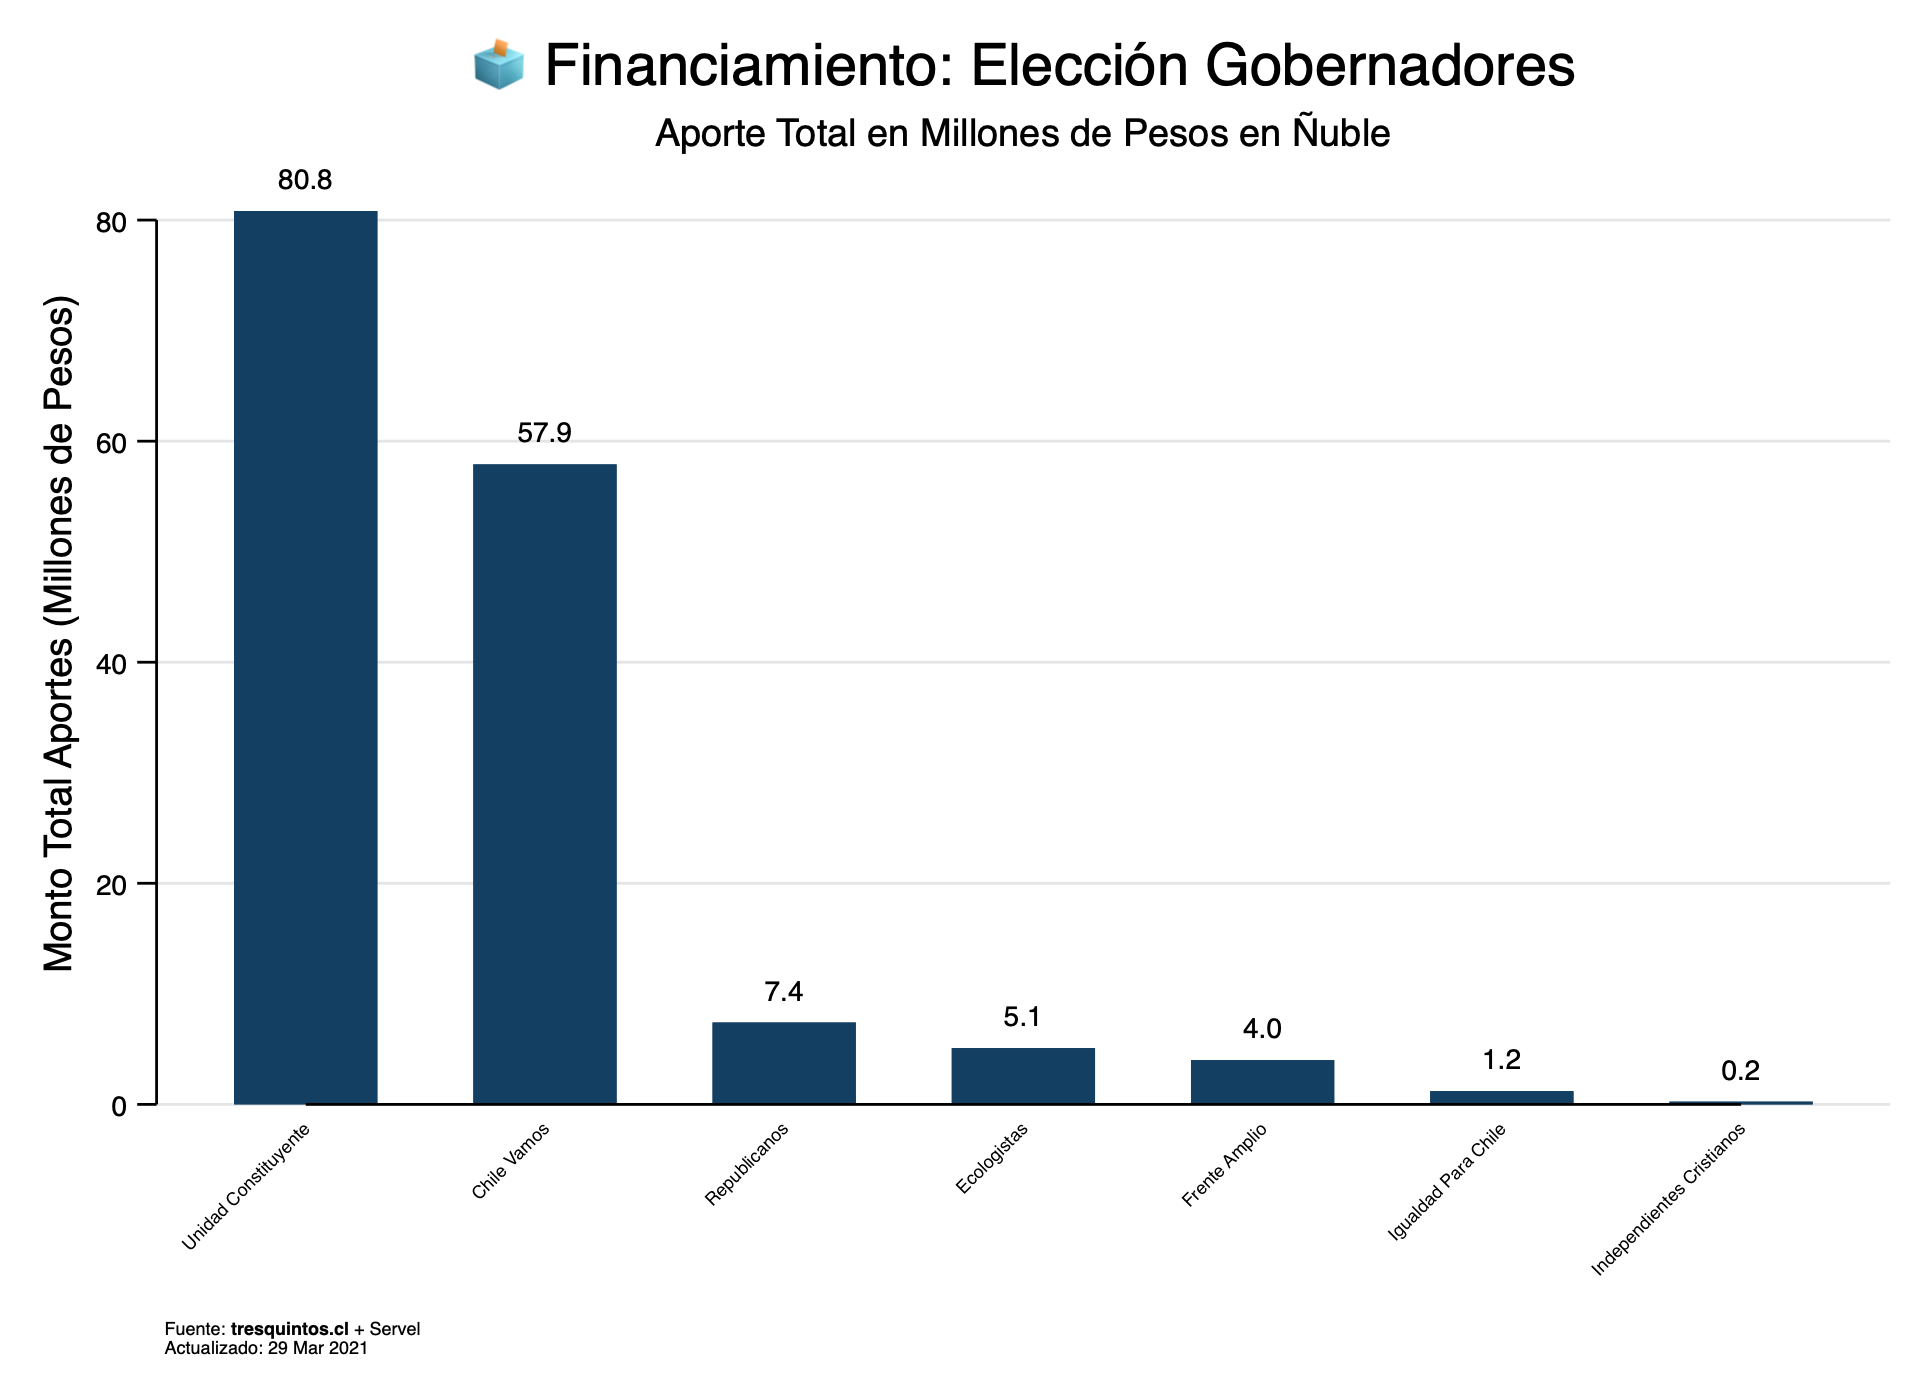 Financiamiento: Elección Gobernadores
Aporte Total en Millones de Pesos en Ñuble
Monto Total Aportes (Millones de Pesos)
80
60
40
20
0
80.8
57.9
7.4
5.1
4.0
1.2
0.2
Unidad Constituyente
Chile Vamos
Republicanos
Ecologistas
Frente Amplio
Igualdad Para Chile
Independientes Cristianos
Fuente: tresquintos.cl + Servel
Actualizado: 29 Mar 2021